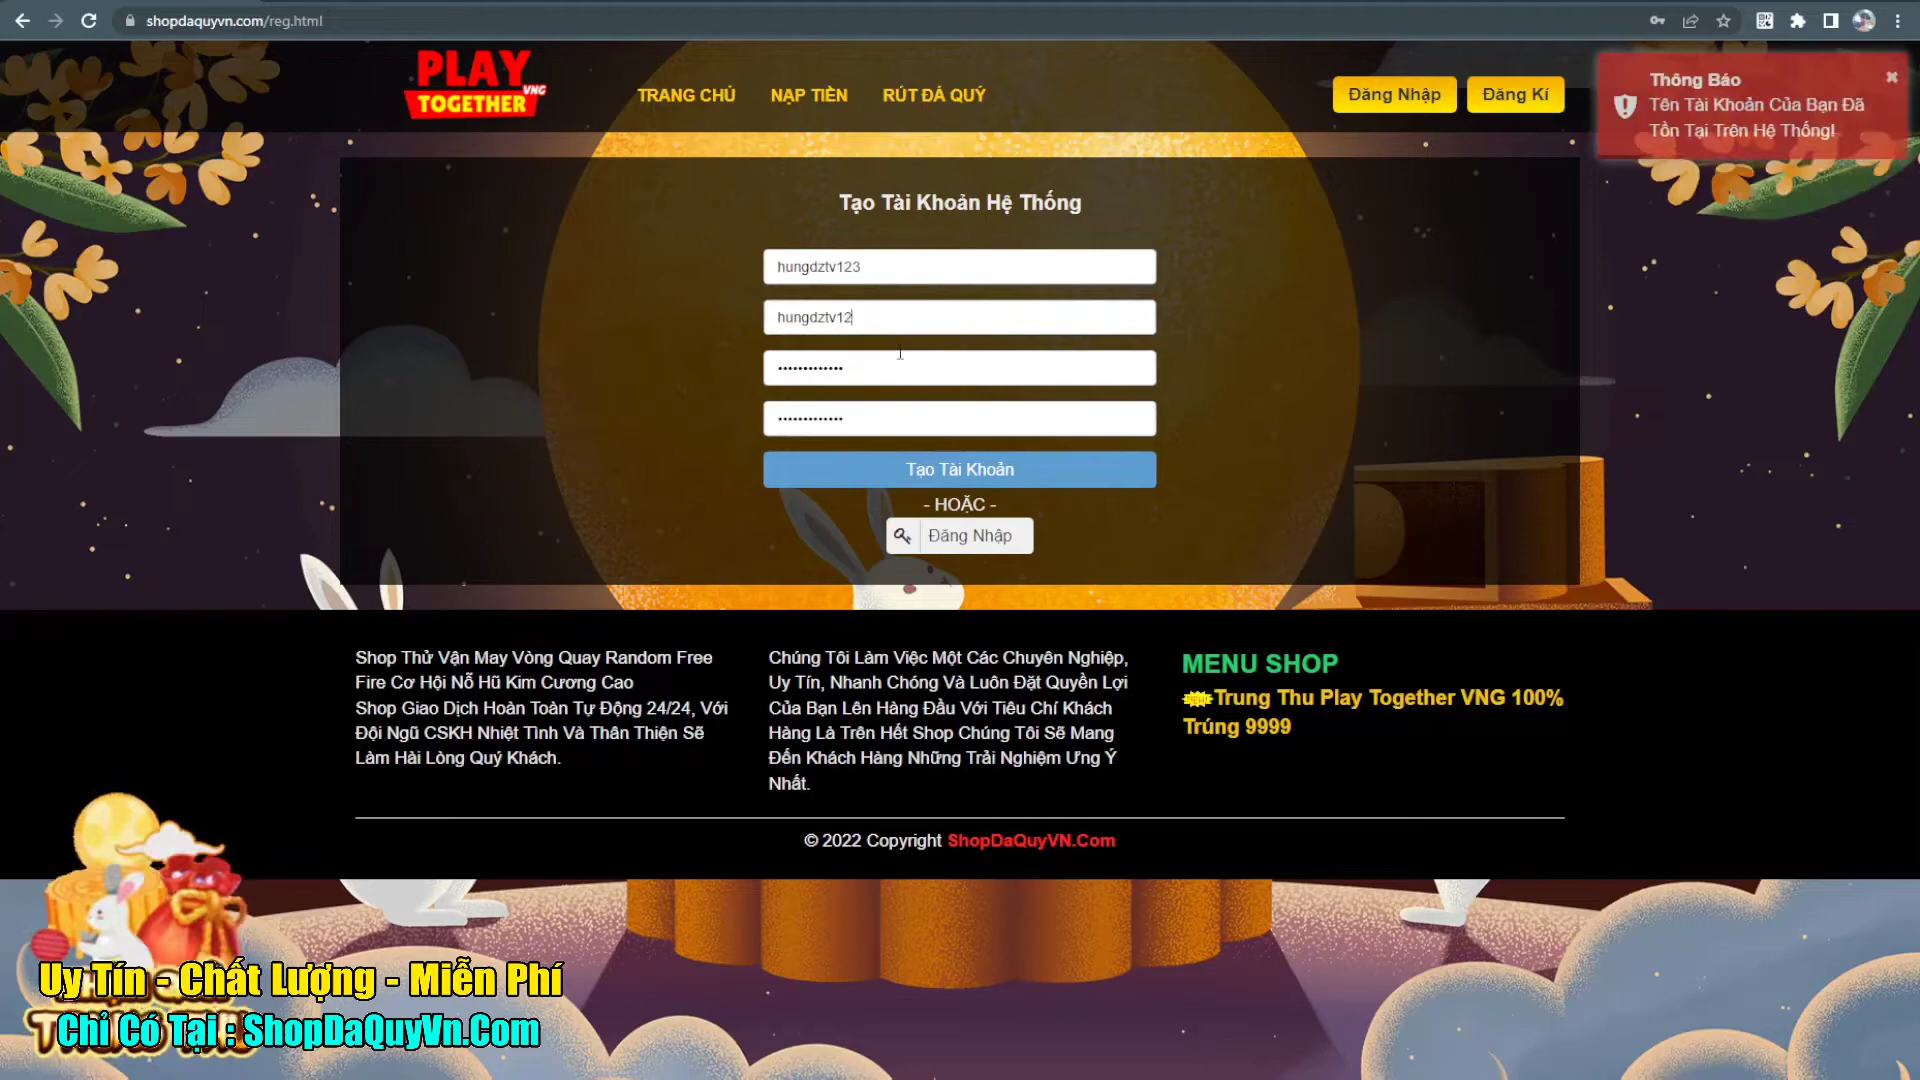 shopdaquyvn.com/reg.html
PLAY
TOGETHER
VNG
TRANG CHỦ
NẠP TIỀN
RÚT ĐÁ QUÝ
Đăng Nhập
Đăng Kí
Thông Báo
Tên Tài Khoản Của Bạn Đã
Tồn Tại Trên Hệ Thống!
Tạo Tài Khoản Hệ Thống
hungdztv123
hungdztv12
Tạo Tài Khoản
- HOẶC -
Đăng Nhập
Shop Thử Vận May Vòng Quay Random Free
Fire Cơ Hội Nỗ Hũ Kim Cương Cao
Shop Giao Dịch Hoàn Toàn Tự Động 24/24, Với
Đội Ngũ CSKH Nhiệt Tình Và Thân Thiện Sẽ
Làm Hài Lòng Quý Khách.
Chúng Tôi Làm Việc Một Các Chuyên Nghiệp,
Uy Tín, Nhanh Chóng Và Luôn Đặt Quyền Lợi
Của Bạn Lên Hàng Đầu Với Tiêu Chí Khách
Hàng Là Trên Hết Shop Chúng Tôi Sẽ Mang
Đến Khách Hàng Những Trải Nghiệm Ưng Ý
Nhất.
MENU SHOP
Trung Thu Play Together VNG 100%
Trúng 9999
© 2022 Copyright ShopDaQuyVN.Com
Uy Tín - Chất Lượng - Miễn Phí
Chỉ Có Tại : ShopDaQuyVn.Com